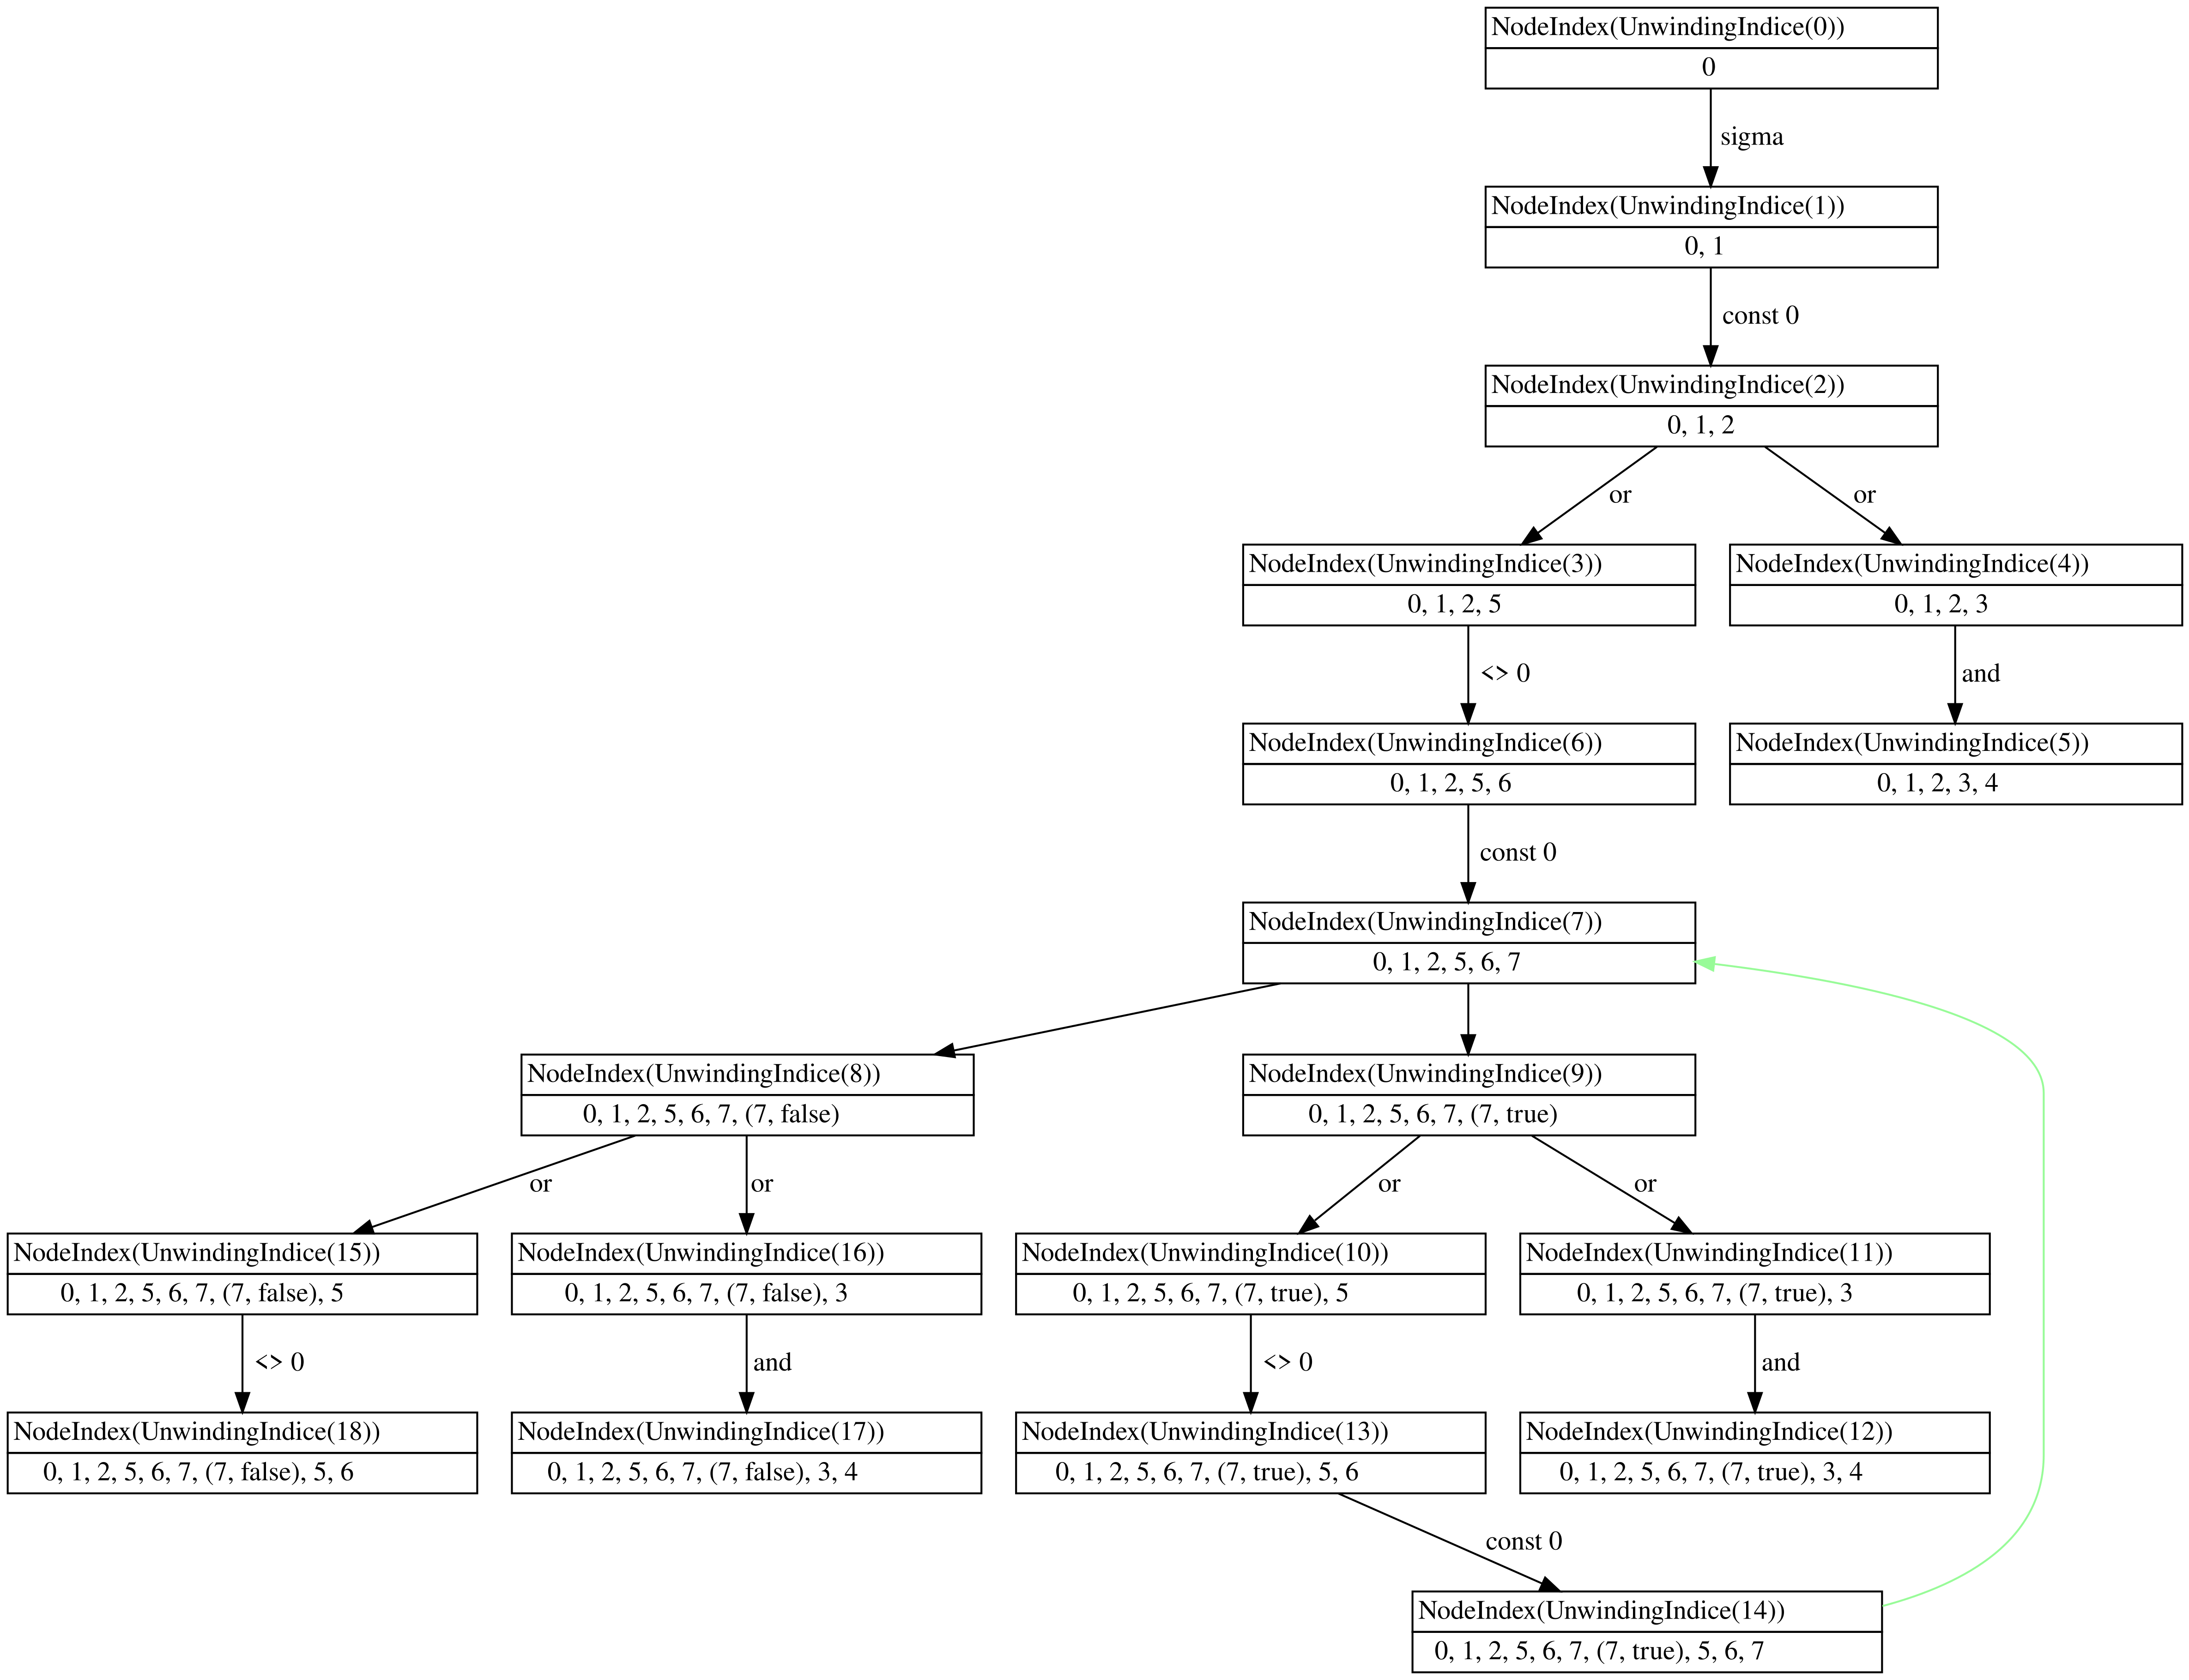 NodeIndex(UnwindingIndice(0))
0
sigma
NodeIndex(UnwindingIndice(1))
0, 1
const 0
NodeIndex(UnwindingIndice(2))
0, 1, 2
or
or
NodeIndex(UnwindingIndice(3))
0, 1, 2, 5
NodeIndex(UnwindingIndice(4))
0, 1, 2, 3
<> 0
and
NodeIndex(UnwindingIndice(6))
0, 1, 2, 5, 6
NodeIndex(UnwindingIndice(5))
0, 1, 2, 3, 4
const 0
NodeIndex(UnwindingIndice(7))
0, 1, 2, 5, 6, 7
NodeIndex(UnwindingIndice(8))
0, 1, 2, 5, 6, 7, (7, false)
NodeIndex(UnwindingIndice(9))
0, 1, 2, 5, 6, 7, (7, true)
or
or
or
or
NodeIndex(UnwindingIndice(15))
0, 1, 2, 5, 6, 7, (7, false), 5
NodeIndex(UnwindingIndice(16))
0, 1, 2, 5, 6, 7, (7, false), 3
NodeIndex(UnwindingIndice(10))
0, 1, 2, 5, 6, 7, (7, true), 5
NodeIndex(UnwindingIndice(11))
0, 1, 2, 5, 6, 7, (7, true), 3
<> 0
and
<> 0
and
NodeIndex(UnwindingIndice(18))
0, 1, 2, 5, 6, 7, (7, false), 5, 6
NodeIndex(UnwindingIndice(17))
0, 1, 2, 5, 6, 7, (7, false), 3, 4
NodeIndex(UnwindingIndice(13))
0, 1, 2, 5, 6, 7, (7, true), 5, 6
NodeIndex(UnwindingIndice(12))
0, 1, 2, 5, 6, 7, (7, true), 3, 4
const 0
NodeIndex(UnwindingIndice(14))
0, 1, 2, 5, 6, 7, (7, true), 5, 6, 7